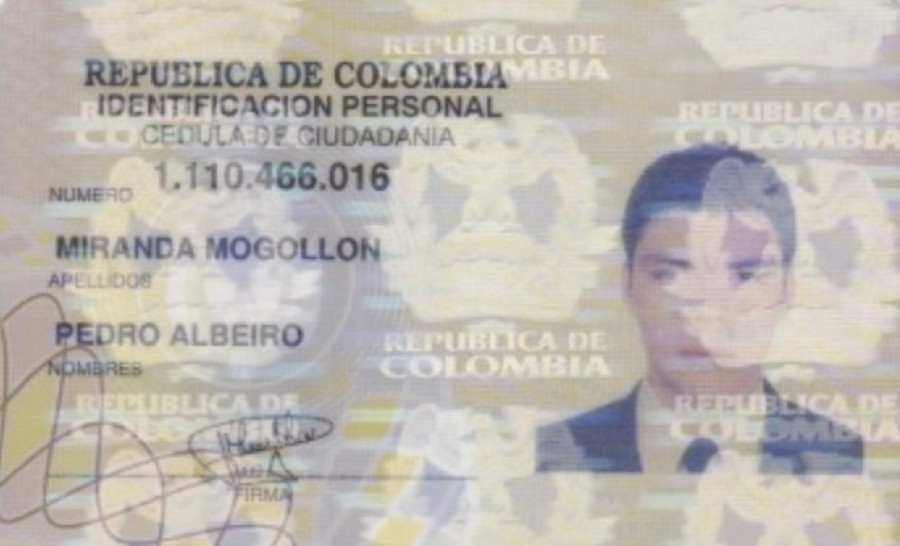 REPUBLICA DE COLOMBIA
IDENTIFICACION PERSONAL
CEDULA DE CIUDADANIA
NUMERO 1.110.466.016
MIRANDA MOGOLLON
APELLIDOS
PEDRO ALBEIRO
NOMBRES
FIRMA
REPUBLICA DE
COLOMBIA
REPUBLICA DE
COLOMBIA
REPUBLICA DE
COLOMBIA
REPUBLICA DE
COLOMBIA
REPUBLICA DE
COLOMBIA